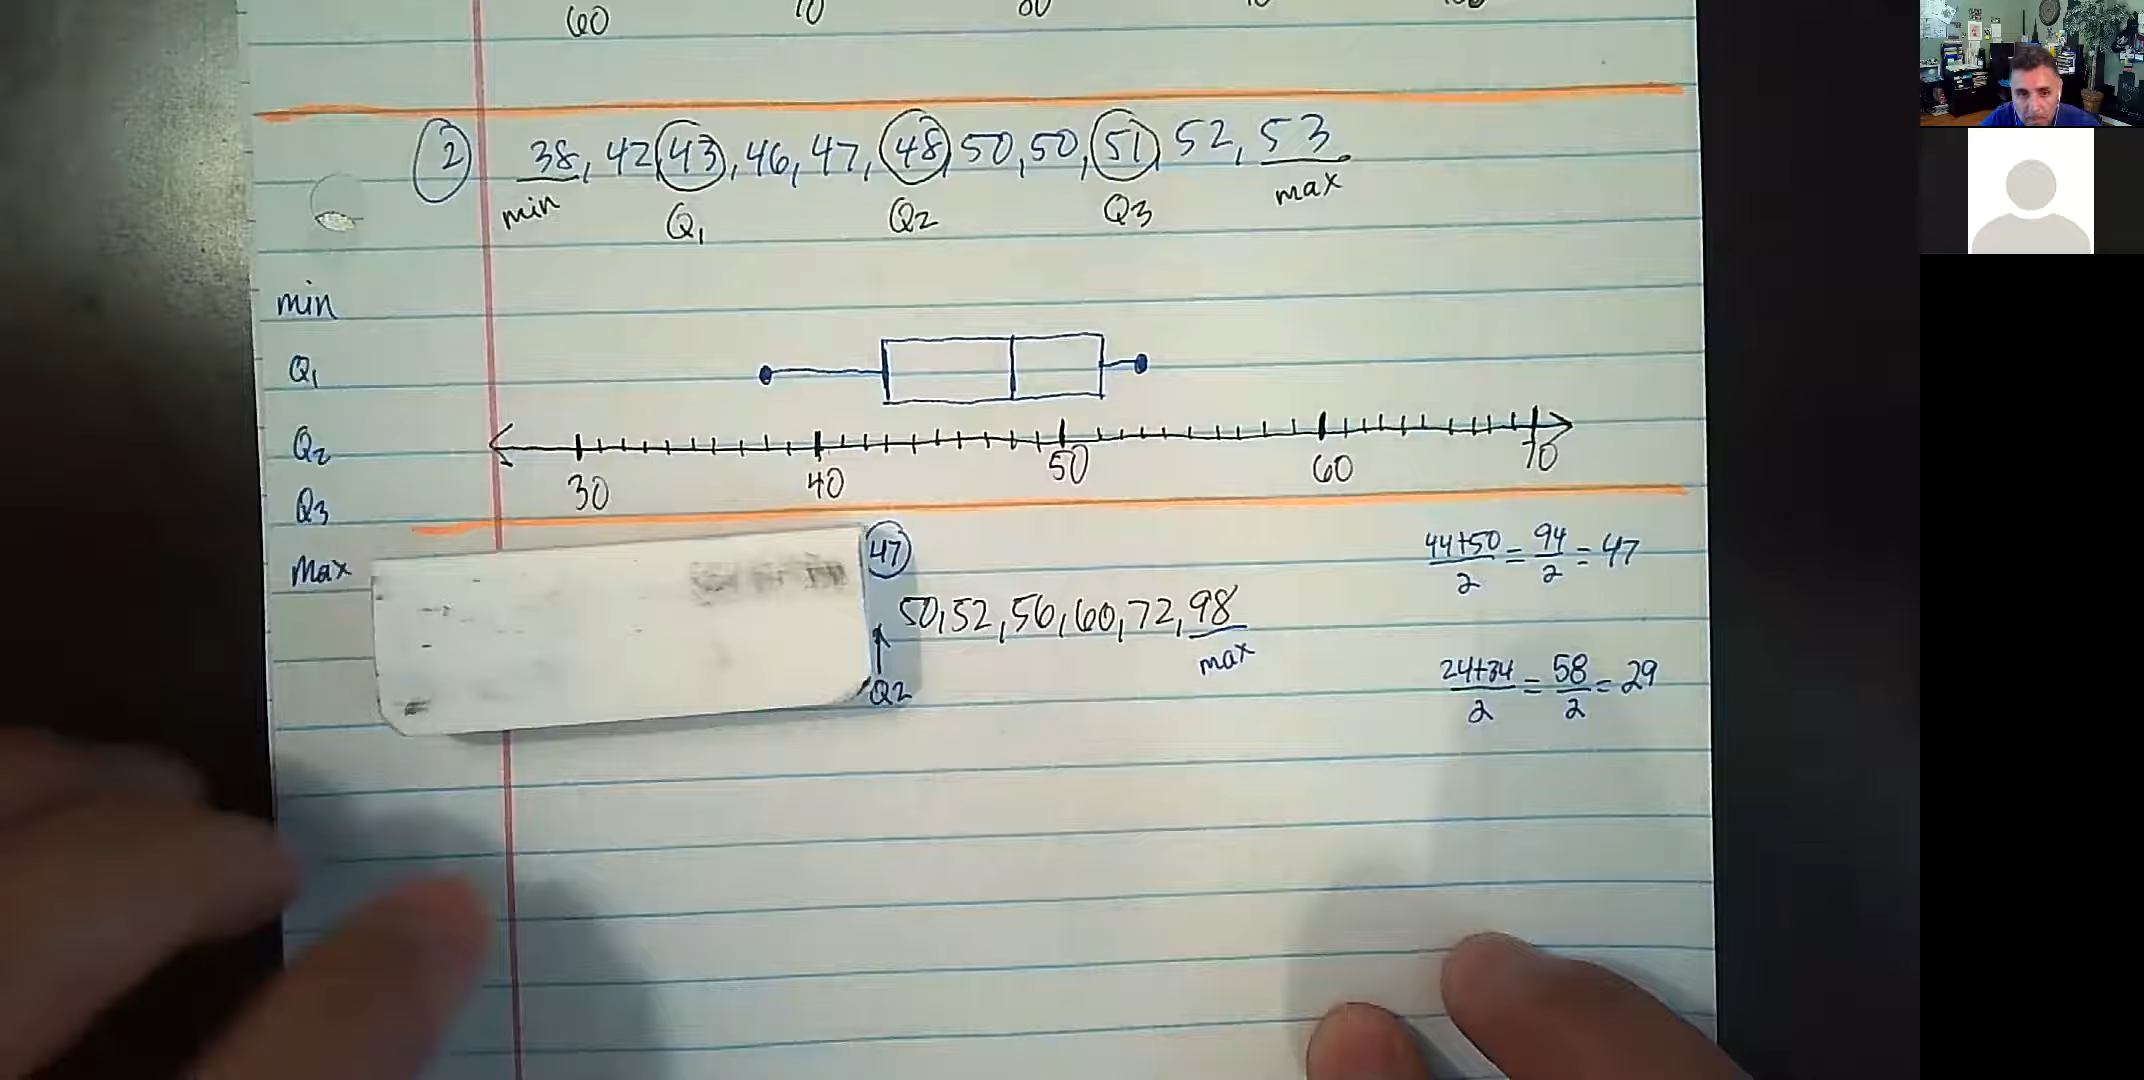 60 70 80
② 38, 42, 43, 46, 47, 48, 50, 50, 51, 52, 53
min Q1 Q2 Q3 max
min
Q1
Q2
30 40 50 60 70
Q3
Max
47
50, 52, 56, 60, 72, 98
max
Q2
44+50/2 = 94/2 = 47
24+34/2 = 58/2 = 29